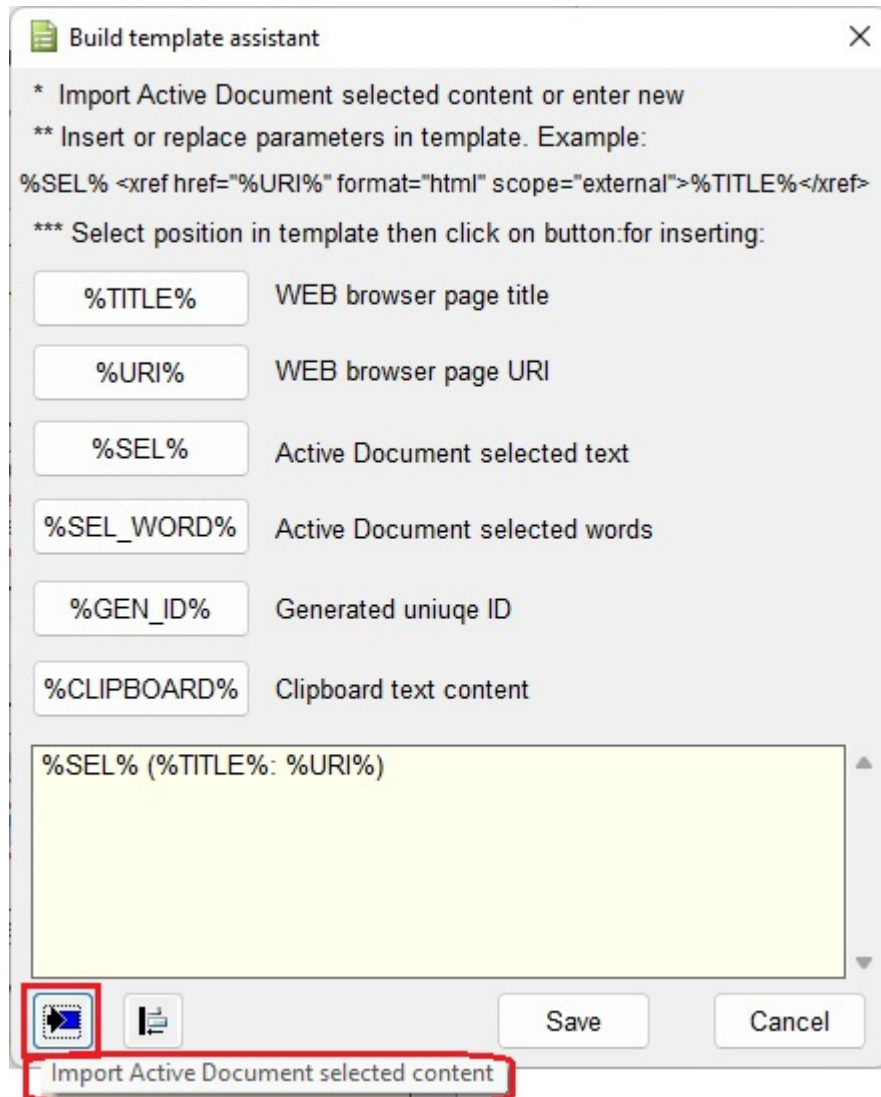 Build template assistant
* Import Active Document selected content or enter new
** Insert or replace parameters in template. Example:
%SEL% <xref href="%URI%" format="html" scope="external">%TITLE%</xref>
*** Select position in template then click on button:for inserting:
%TITLE% WEB browser page title
%URI% WEB browser page URI
%SEL% Active Document selected text
%SEL_WORD% Active Document selected words
%GEN_ID% Generated uniuqe ID
%CLIPBOARD% Clipboard text content
%SEL% (%TITLE%: %URI%)
Save Cancel
Import Active Document selected content